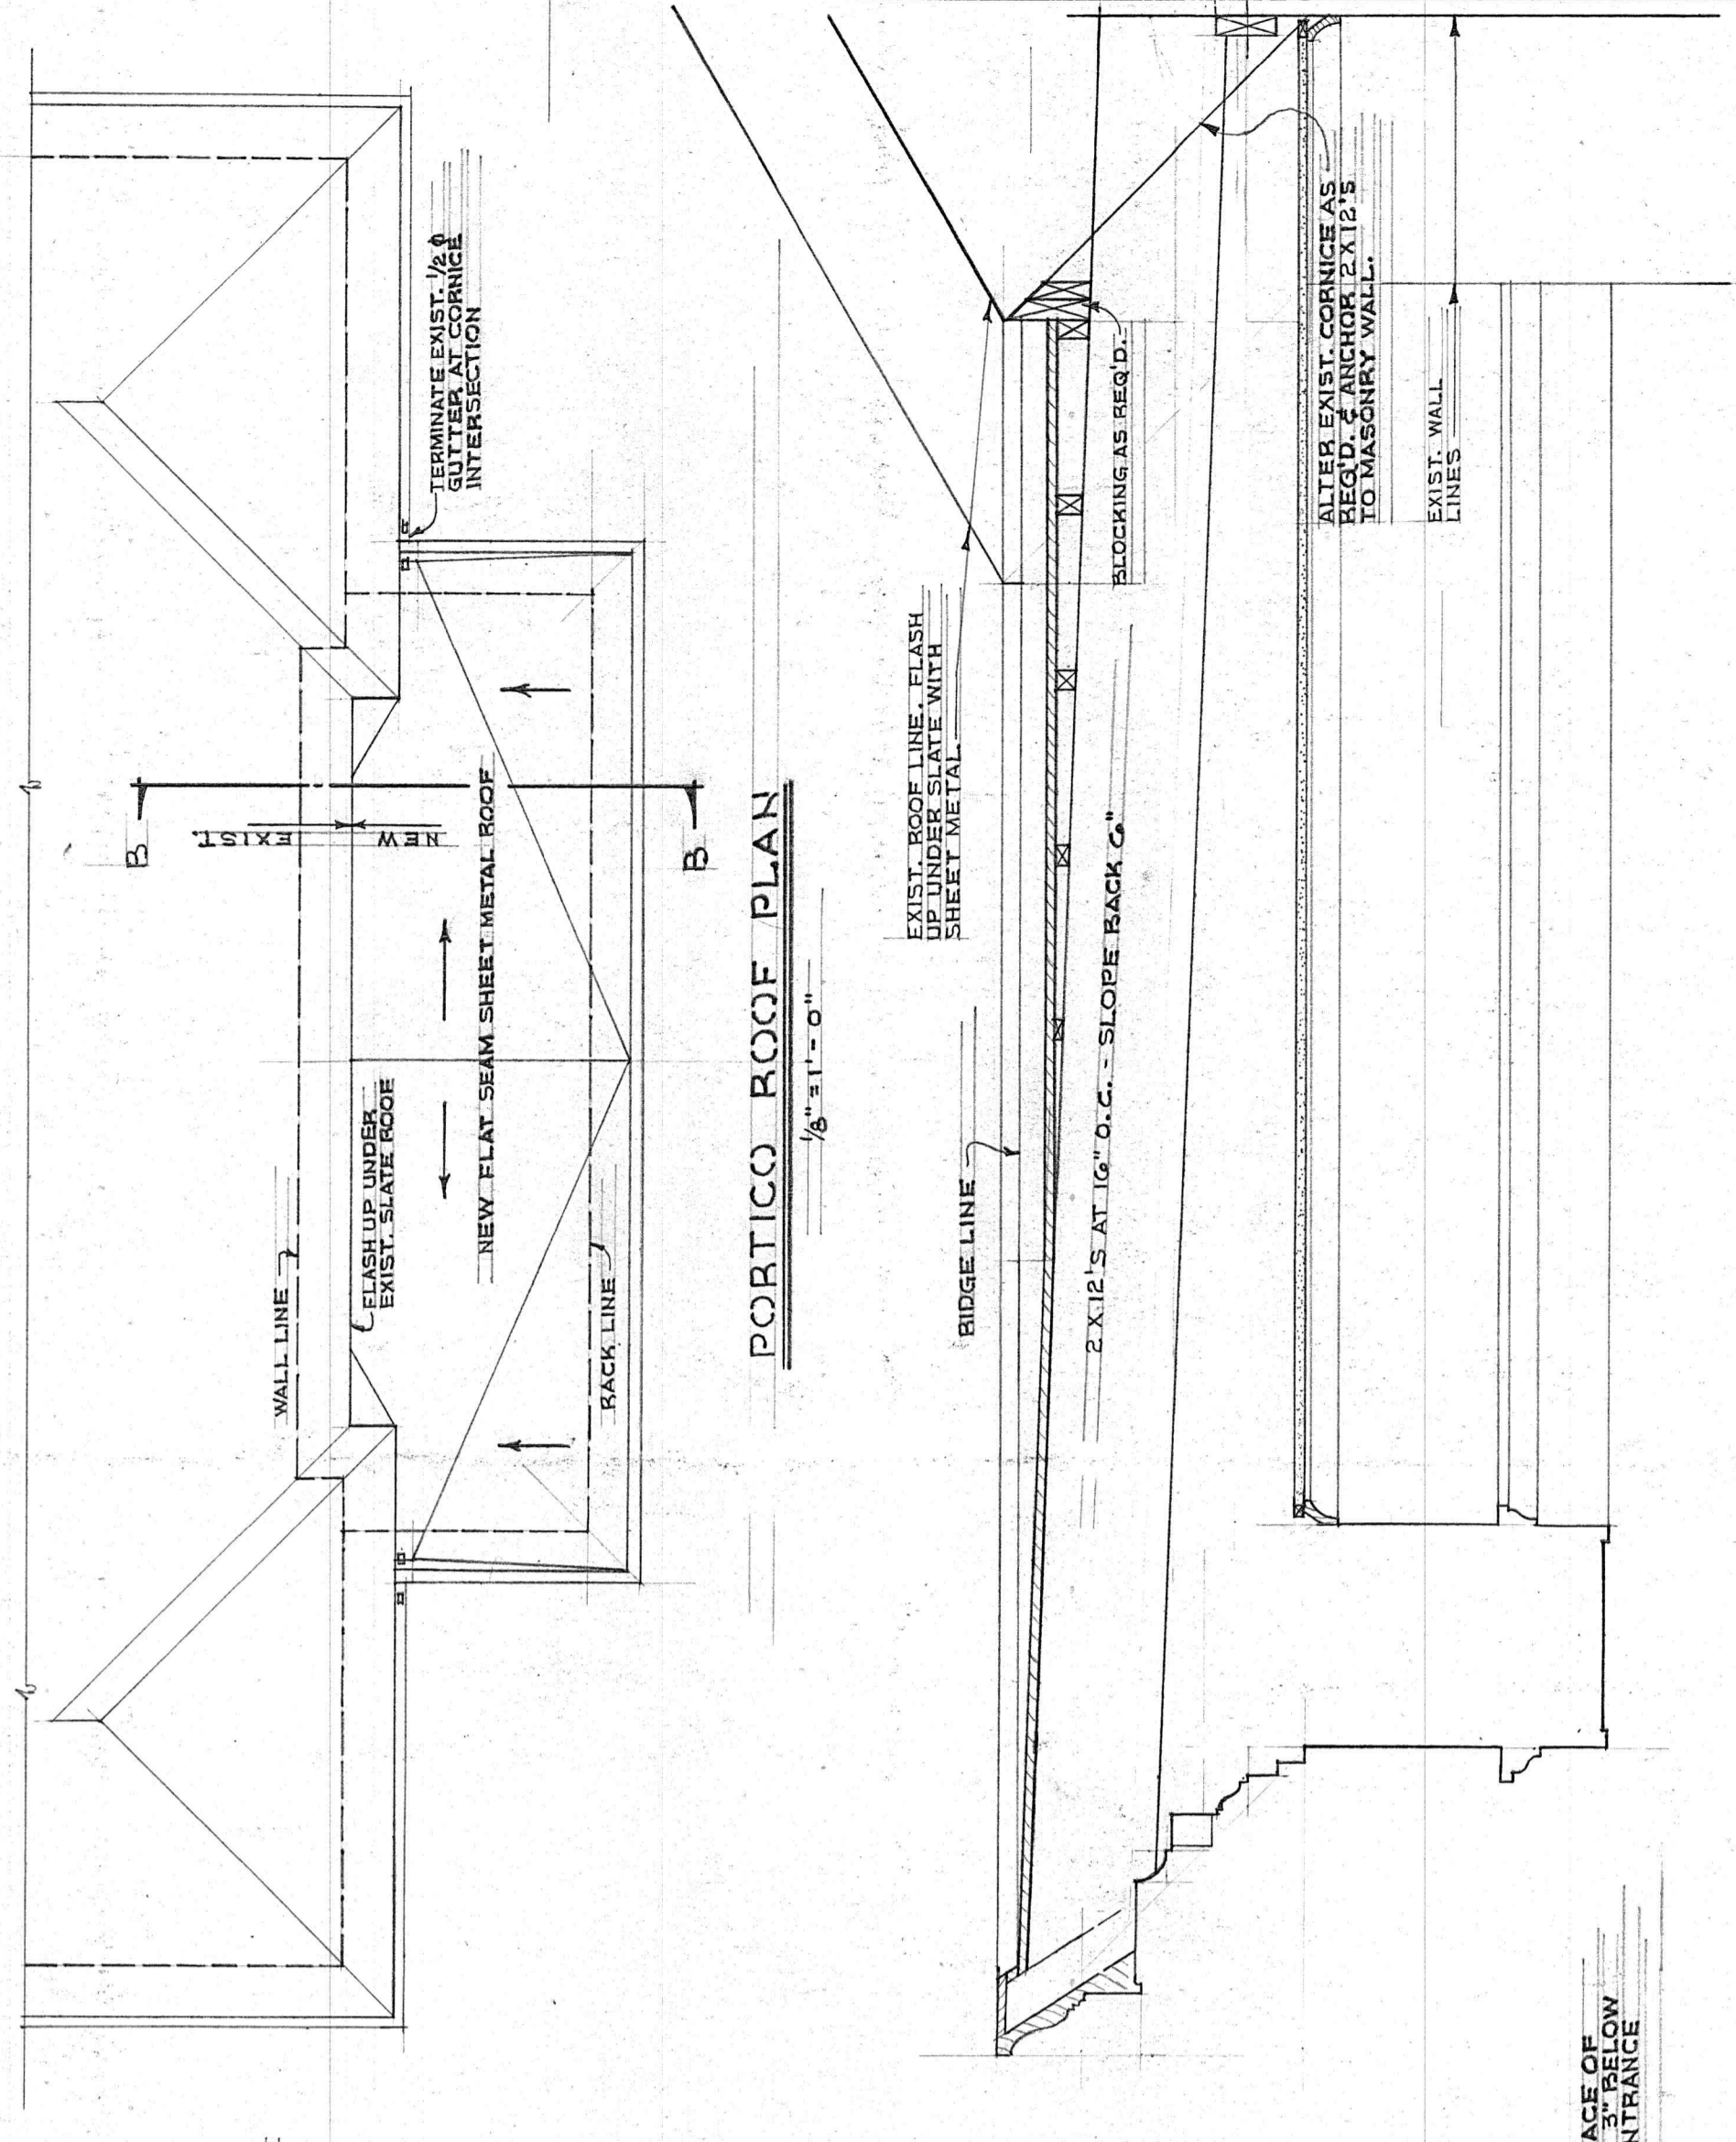 TERMINATE EXIST. 1/2 Φ
GUTTER, AT CORNICE
INTERSECTION
EXIST.
NEW
B
B
WALL LINE
FLASH UP UNDER
EXIST. SLATE ROOF
NEW FLAT SEAM SHEET METAL ROOF
RACK LINE
PORTICO ROOF PLAN
1/8" = 1' - 0"
EXIST. ROOF LINE. FLASH
UP UNDER SLATE WITH
SHEET METAL.
RIDGE LINE
BLOCKING AS REQ'D.
2 X 12'S AT 16" O.C. - SLOPE BACK 6"
ALTER EXIST. CORNICE AS
REQ'D. & ANCHOR 2 X 12'S
TO MASONRY WALL.
EXIST. WALL
LINES
ACE OF
3" BELOW
NTRANCE